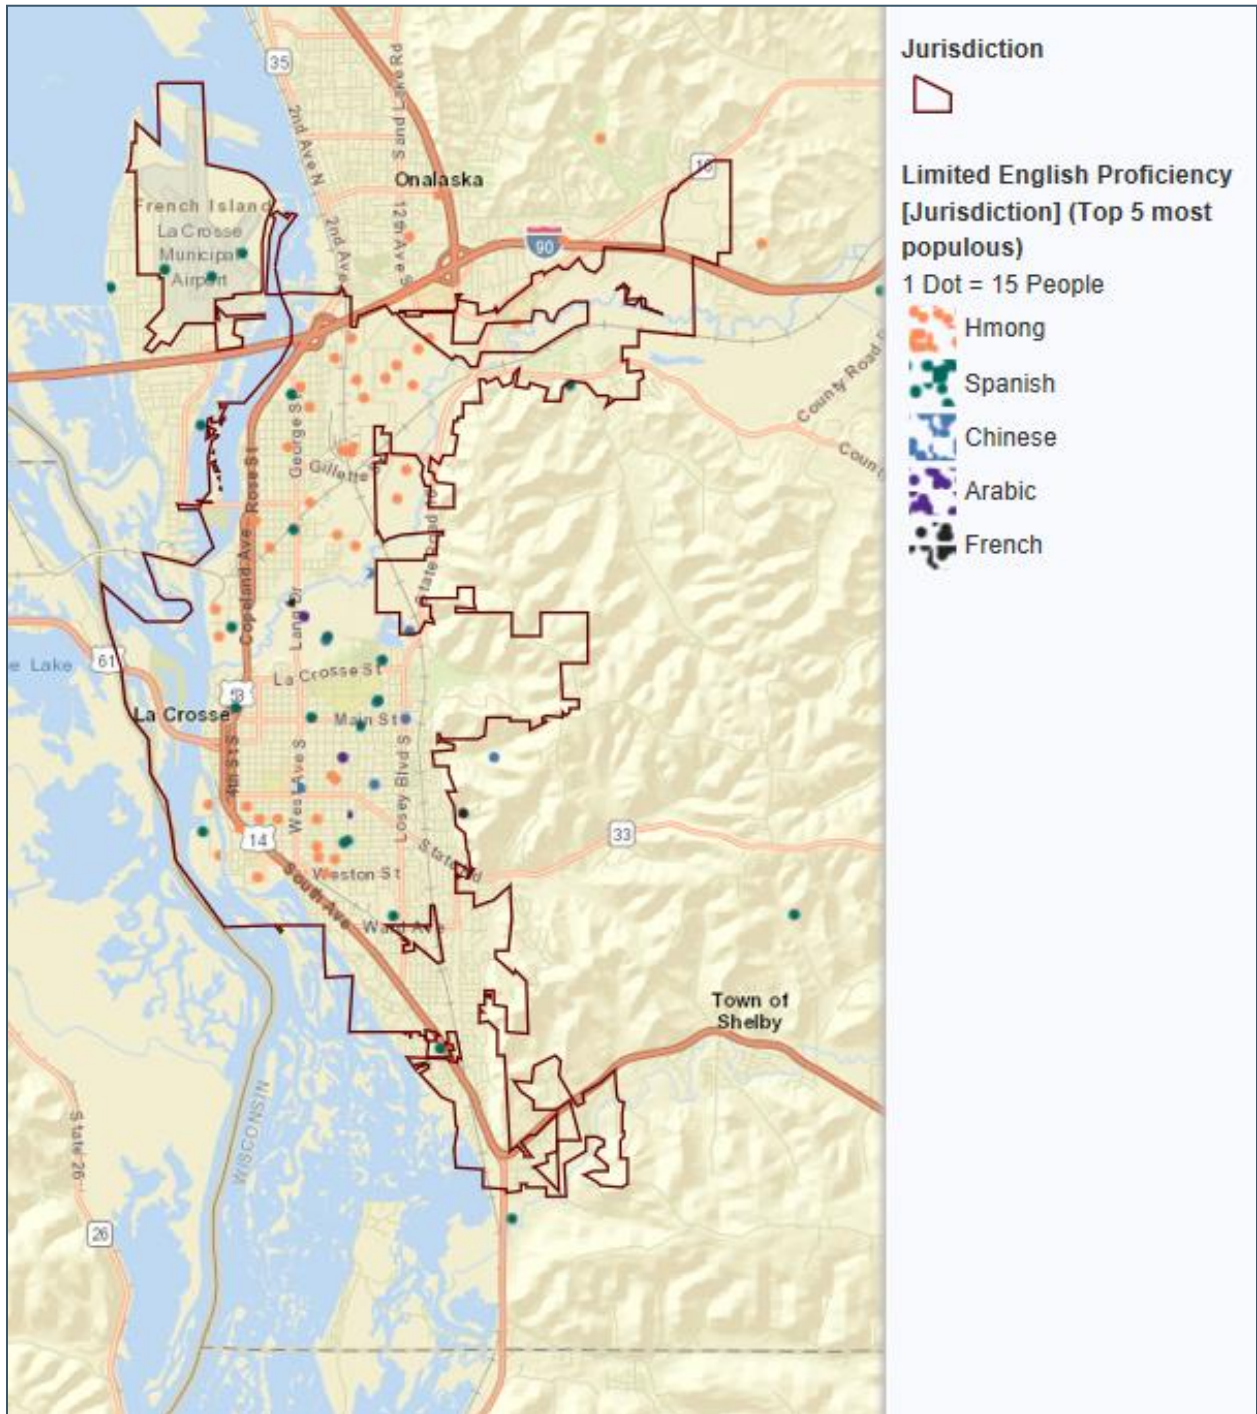 35
2nd Ave N
Sand Lake Rd
Onalaska
16
French Island
La Crosse
Municipal
Airport
12th Ave S
2nd Ave
90
County Road
County
George St
Gillette
Rose St
State Road 16
Copeland Ave
Lang Dr
e Lake
61
La Crosse St
53
La Crosse
Main St
4th St S
West Ave S
Losey Blvd S
14
33
State Rd
Weston St
South Ave
Ward Ave
Town of
Shelby
WISCONSIN
State 26
26
Jurisdiction
Limited English Proficiency
[Jurisdiction] (Top 5 most
populous)
1 Dot = 15 People
Hmong
Spanish
Chinese
Arabic
French